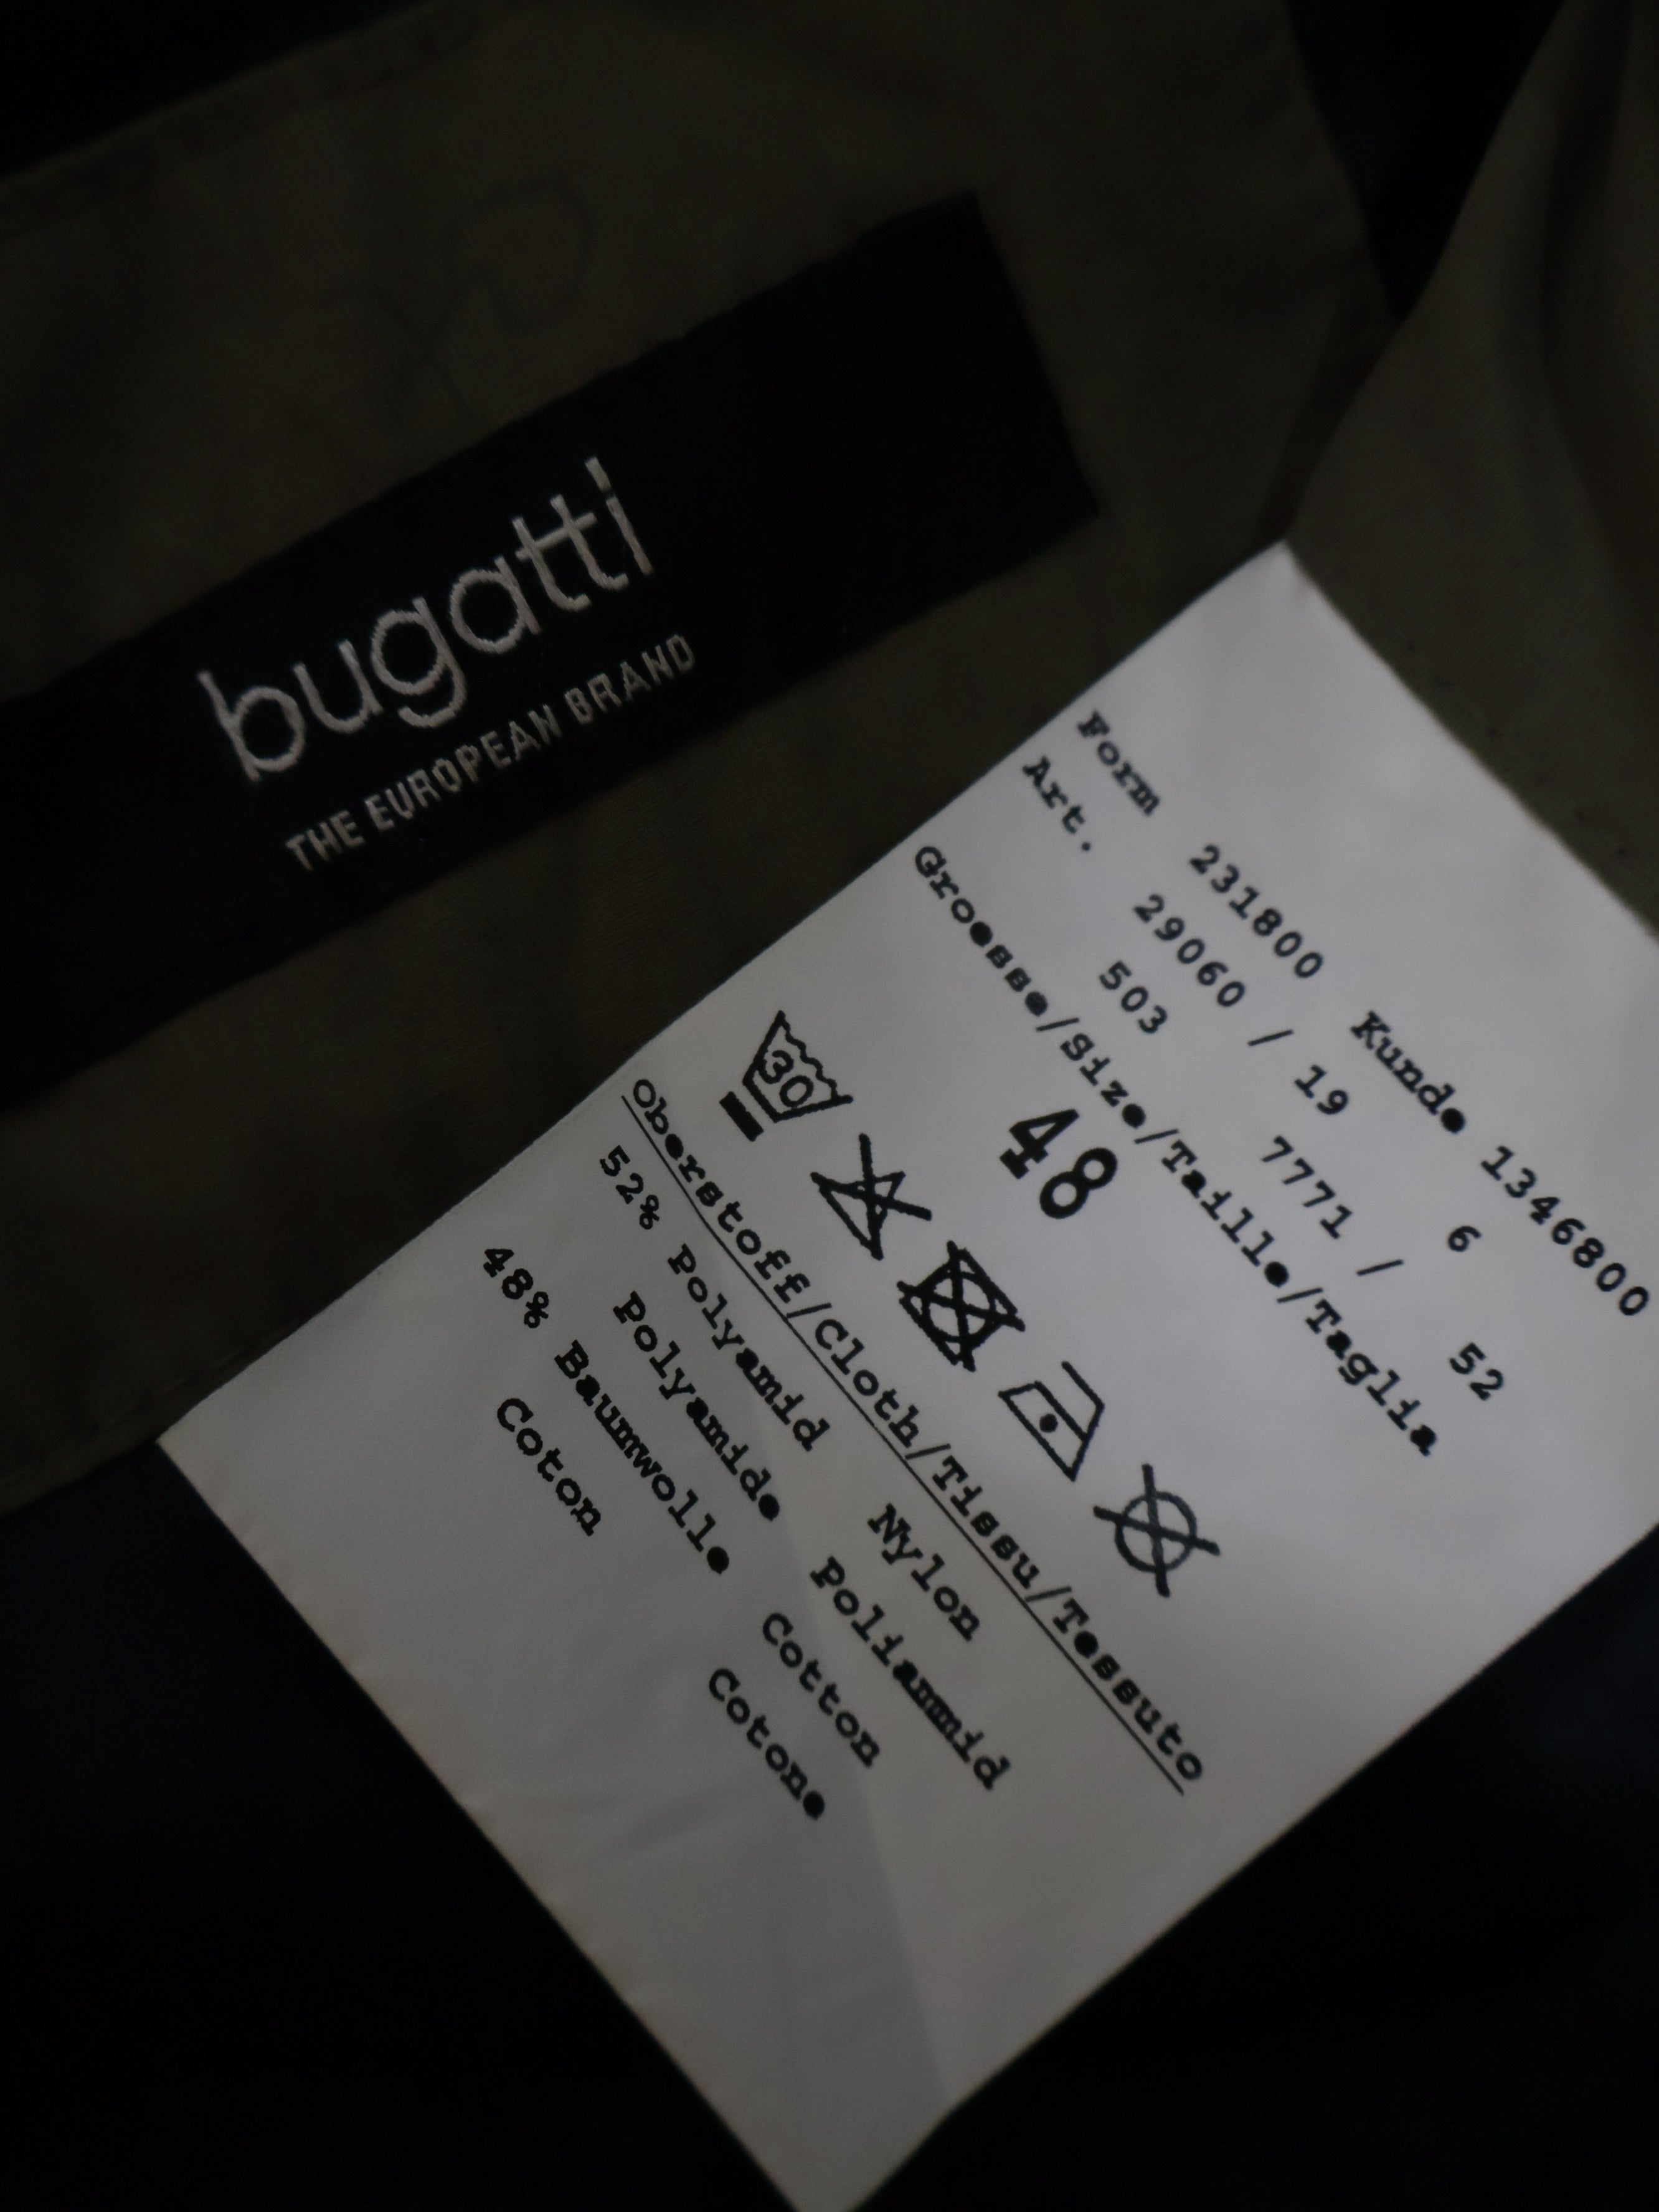 bugatti
THE EUROPEAN BRAND
Form 231800 Kunde 1346800
Art. 29060 / 19 6
503 7771 / 52
Groesse/Size/Taille/Taglia
48
30
Oberstoff/Cloth/Tissu/Tessuto
52% Polyamid Nylon
Polyamide Poliammid
48% Baumwolle Cotton
Coton Cotone